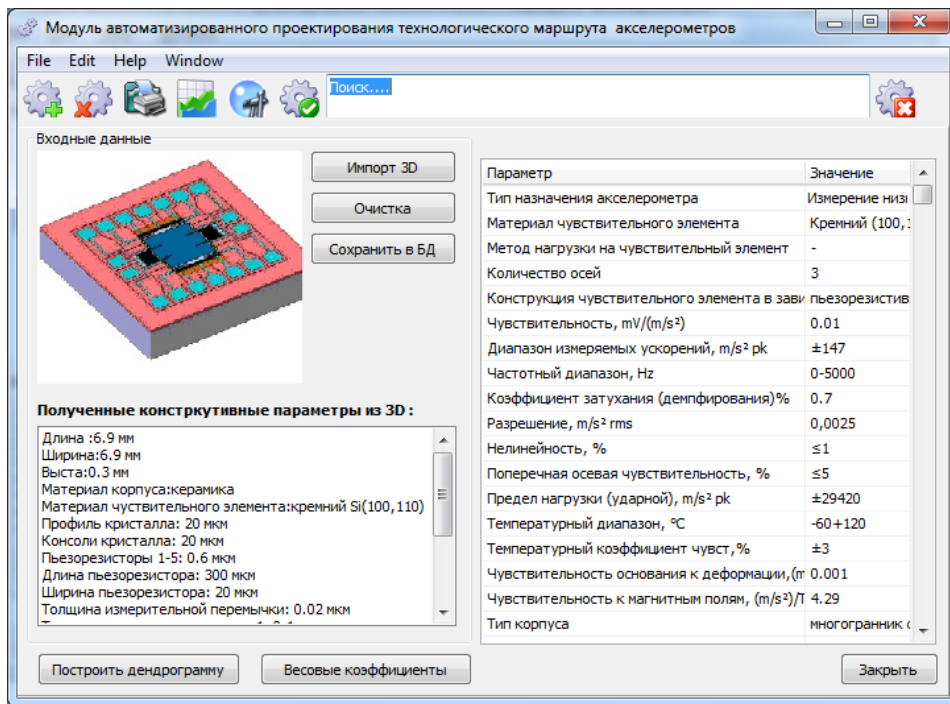 Модуль автоматизированного проектирования технологического маршрута акселерометров
File Edit Help Window
Поиск....
Входные данные
Импорт 3D
Очистка
Сохранить в БД
Полученные констркутивные параметры из 3D :
Длина :6.9 мм
Ширина:6.9 мм
Выста:0.3 мм
Материал корпуса:керамика
Материал чуствительного элемента:кремний Si(100,110)
Профиль кристалла: 20 мкм
Консоли кристалла: 20 мкм
Пьезорезисторы 1-5: 0.6 мкм
Длина пьезорезистора: 300 мкм
Ширина пьезорезистора: 20 мкм
Толщина измерительной перемычки: 0.02 мкм
Параметр Значение
Тип назначения акселерометра Измерение низ
Материал чувствительного элемента Кремний (100,1
Метод нагрузки на чувствительный элемент -
Количество осей 3
Конструкция чувствительного элемента в зави пьезорезистив
Чувствительность, mV/(m/s²) 0.01
Диапазон измеряемых ускорений, m/s² pk ±147
Частотный диапазон, Hz 0-5000
Коэффициент затухания (демпфирования)% 0.7
Разрешение, m/s² rms 0,0025
Нелинейность, % ≤1
Поперечная осевая чувствительность, % ≤5
Предел нагрузки (ударной), m/s² pk ±29420
Температурный диапазон, °C -60+120
Температурный коэффициент чувст,% ±3
Чувствительность основания к деформации,(m 0.001
Чувствительность к магнитным полям, (m/s²)/T 4.29
Тип корпуса многогранник с
Построить дендрограмму
Весовые коэффициенты
Закрыть